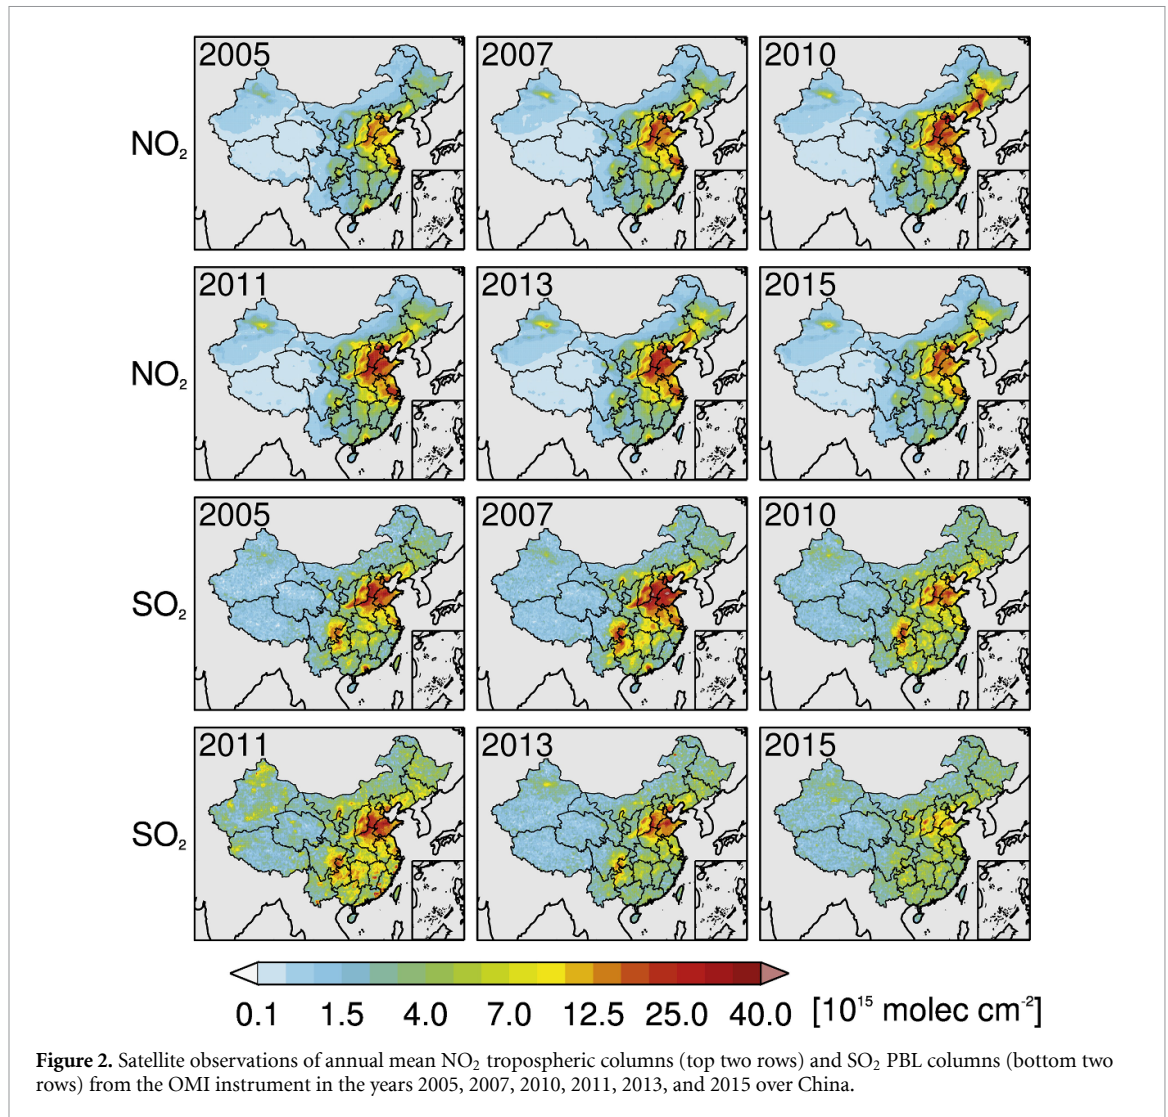 2005 2007 2010
NO₂
2011 2013 2015
NO₂
2005 2007 2010
SO₂
2011 2013 2015
SO₂
0.1 1.5 4.0 7.0 12.5 25.0 40.0 [10¹⁵ molec cm⁻²]
Figure 2. Satellite observations of annual mean NO₂ tropospheric columns (top two rows) and SO₂ PBL columns (bottom two
rows) from the OMI instrument in the years 2005, 2007, 2010, 2011, 2013, and 2015 over China.